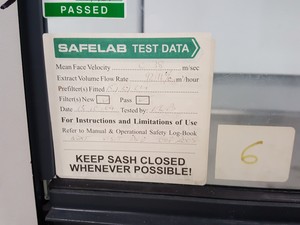 PASSED
SAFELAB TEST DATA
Mean Face Velocity m/sec
Extract Volume Flow Rate m³/hour
Prefilter(s) Fitted
Filter(s) New Pass
Date Tested by
For Instructions and Limitations of Use
Refer to Manual & Operational Safety Log-Book
KEEP SASH CLOSED
WHENEVER POSSIBLE!
6